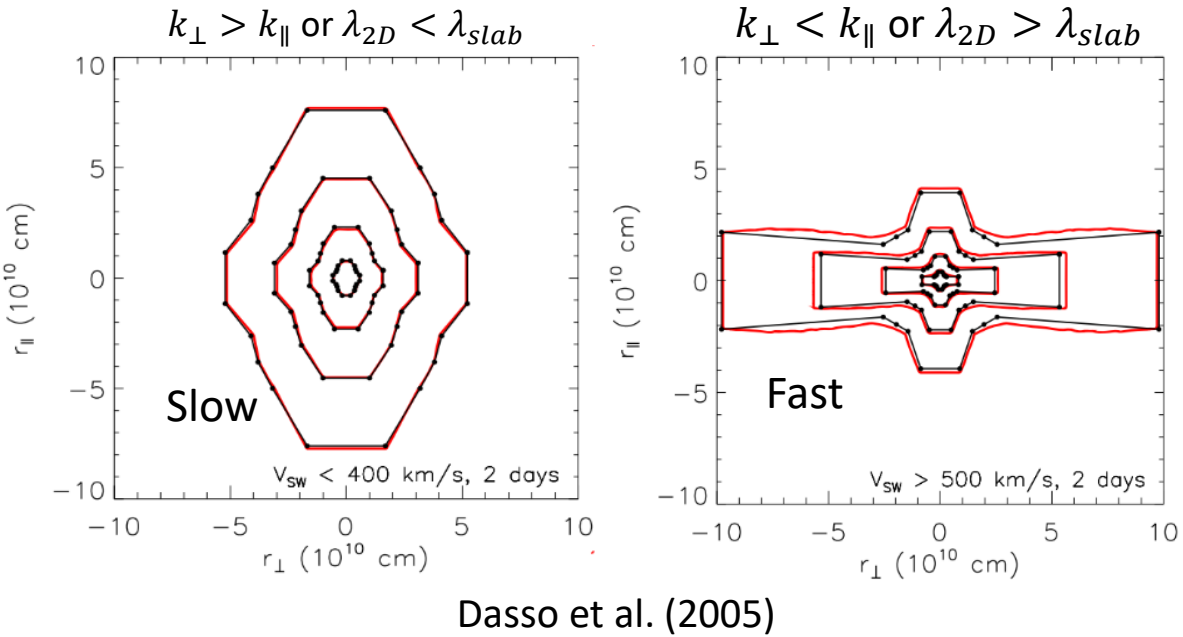 k⊥ > k∥ or λ2D < λslab
k⊥ < k∥ or λ2D > λslab
10
5
0
−5
−10
r∥ (10^10 cm)
Slow
V_SW < 400 km/s, 2 days
−10
−5
0
5
10
r⊥ (10^10 cm)
10
5
0
−5
−10
r∥ (10^10 cm)
Fast
V_SW > 500 km/s, 2 days
−10
−5
0
5
10
r⊥ (10^10 cm)
Dasso et al. (2005)